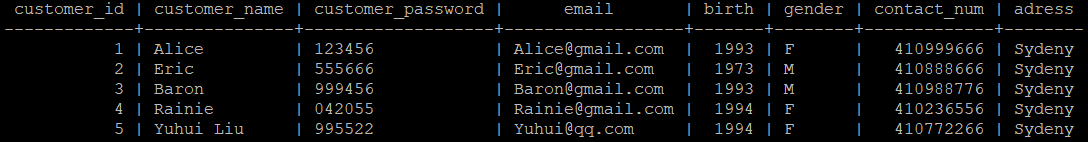 customer_id | customer_name | customer_password |      email       | birth | gender | contact_num | adress
-------------+---------------+-------------------+------------------+-------+--------+-------------+--------
           1 | Alice         | 123456            | Alice@gmail.com  |  1993 | F      |   410999666 | Sydeny
           2 | Eric          | 555666            | Eric@gmail.com   |  1973 | M      |   410888666 | Sydeny
           3 | Baron         | 999456            | Baron@gmail.com  |  1993 | M      |   410988776 | Sydeny
           4 | Rainie        | 042055            | Rainie@gmail.com |  1994 | F      |   410236556 | Sydeny
           5 | Yuhui Liu     | 995522            | Yuhui@qq.com     |  1994 | F      |   410772266 | Sydeny